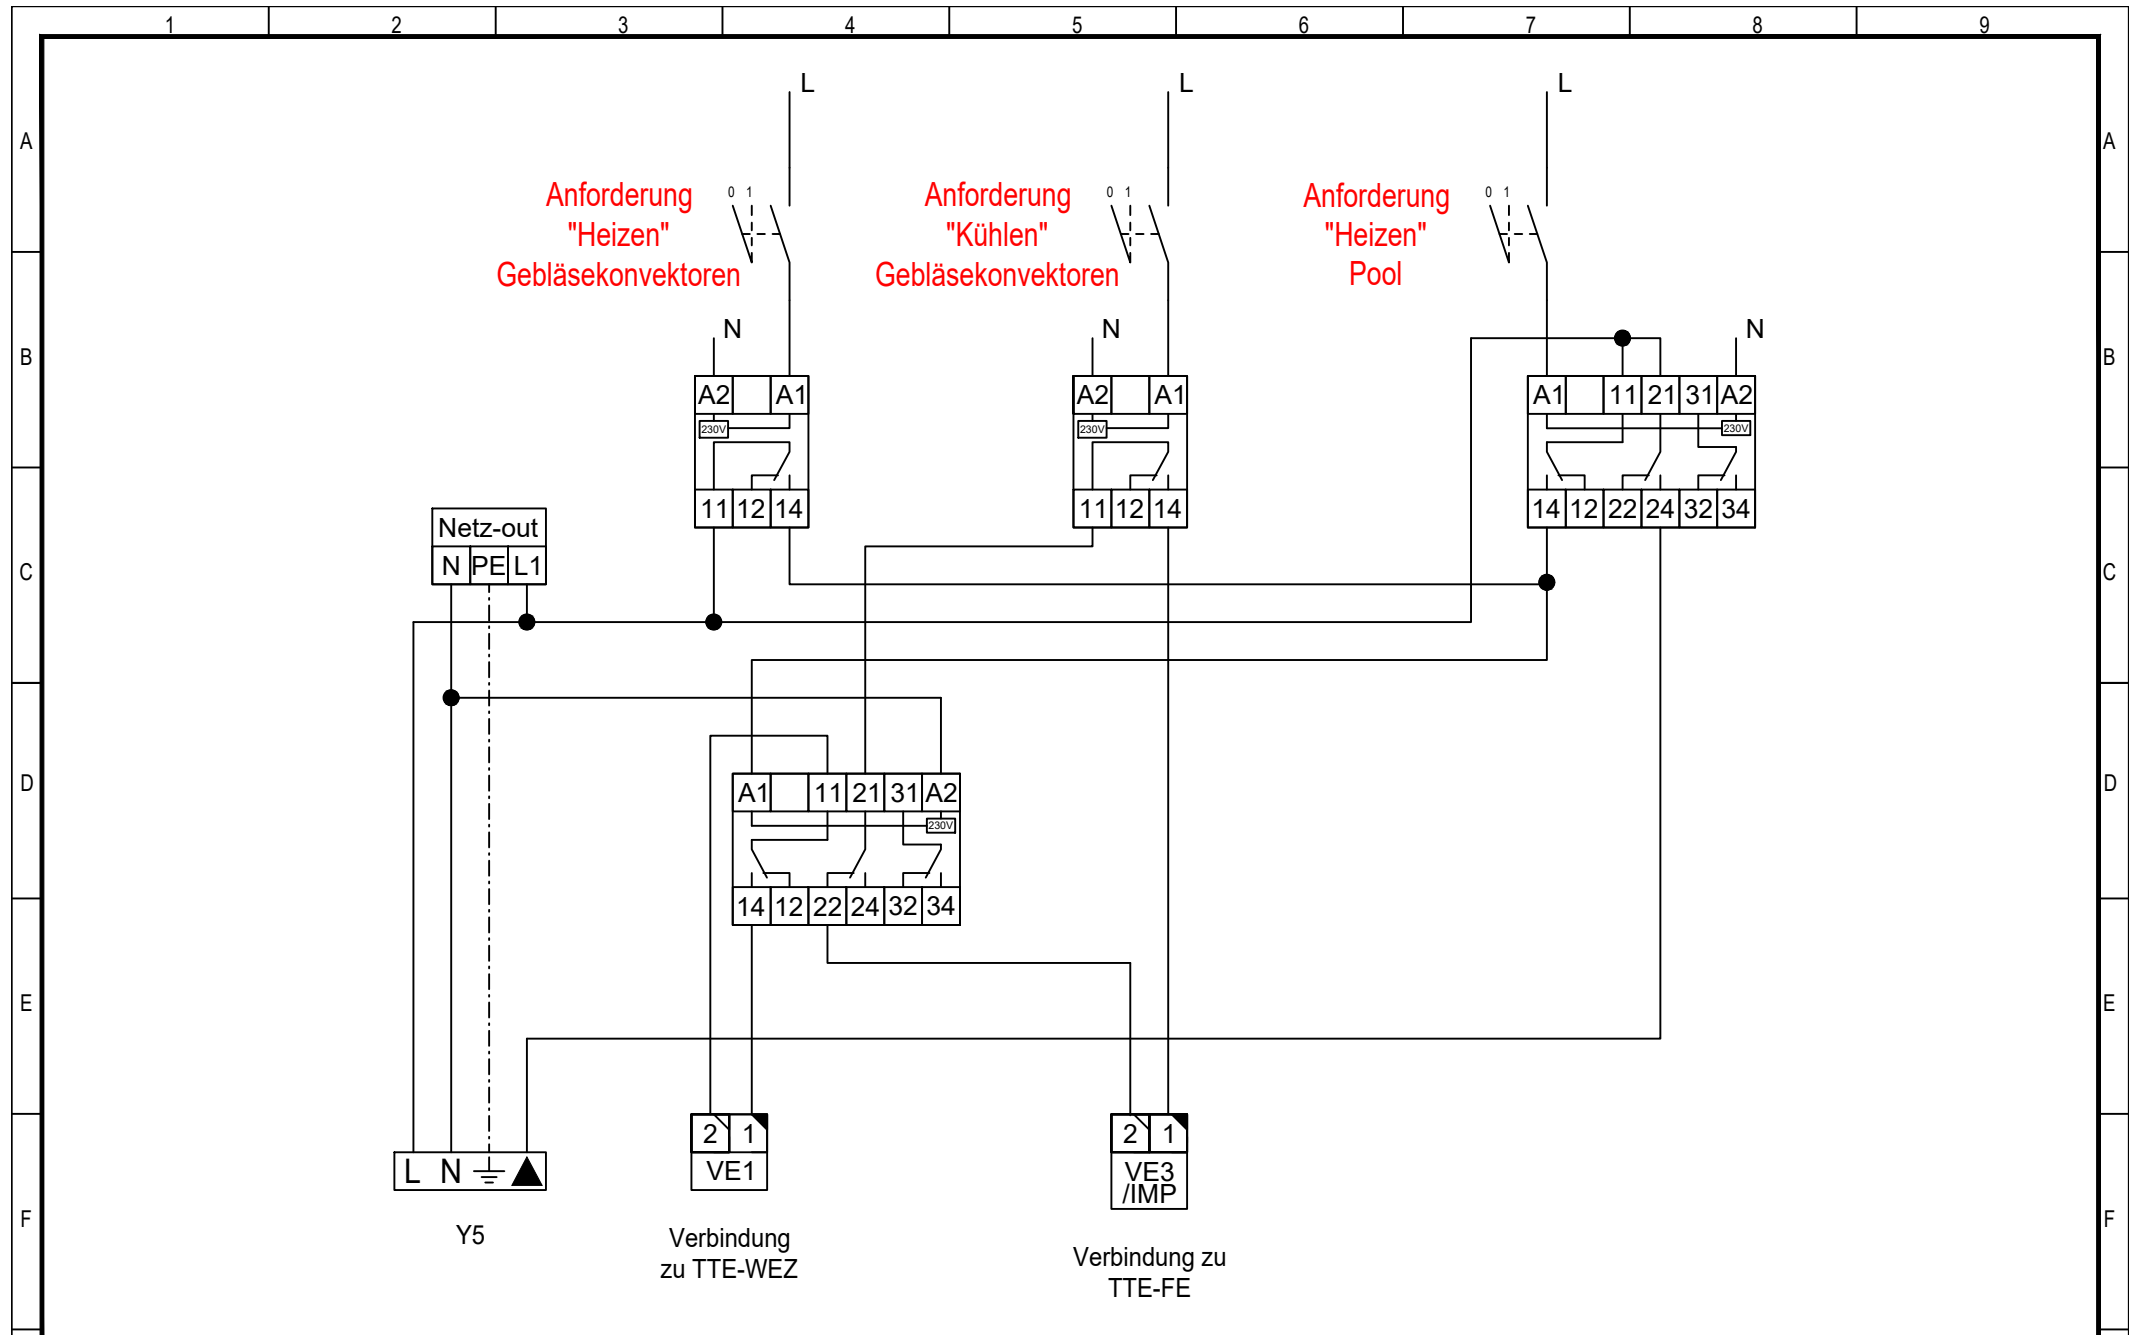 1 2 3 4 5 6 7 8 9
L L L
A A
0 1 0 1 0 1
Anforderung
"Heizen"
Gebläsekonvektoren
Anforderung
"Kühlen"
Gebläsekonvektoren
Anforderung
"Heizen"
Pool
N N N
B B
A2 A1
230V
11 12 14
A2 A1
230V
11 12 14
A1 11 21 31 A2
230V
14 12 22 24 32 34
Netz-out
N PE L1
C C
D D
A1 11 21 31 A2
230V
14 12 22 24 32 34
E E
2 1
VE1
2 1
VE3
/IMP
L N
F F
Y5
Verbindung
zu TTE-WEZ
Verbindung zu
TTE-FE